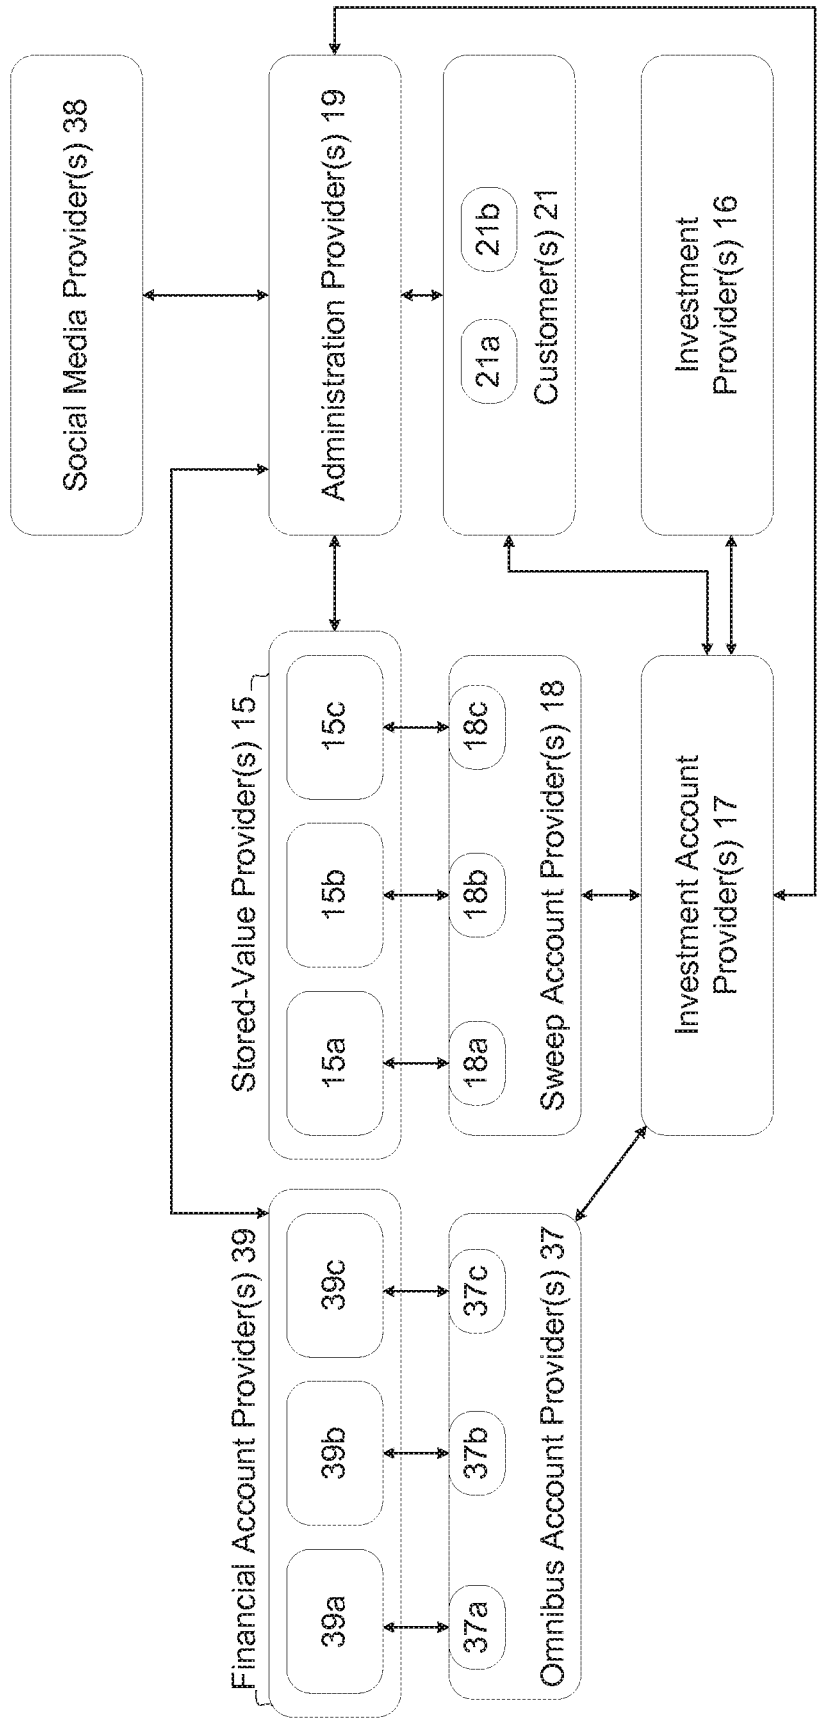 Social Media Provider(s) 38
Financial Account Provider(s) 39
39a
39b
39c
Stored-Value Provider(s) 15
15a
15b
15c
Administration Provider(s) 19
37a
37b
37c
Omnibus Account Provider(s) 37
18a
18b
18c
Sweep Account Provider(s) 18
21a
21b
Customer(s) 21
Investment Account
Provider(s) 17
Investment
Provider(s) 16